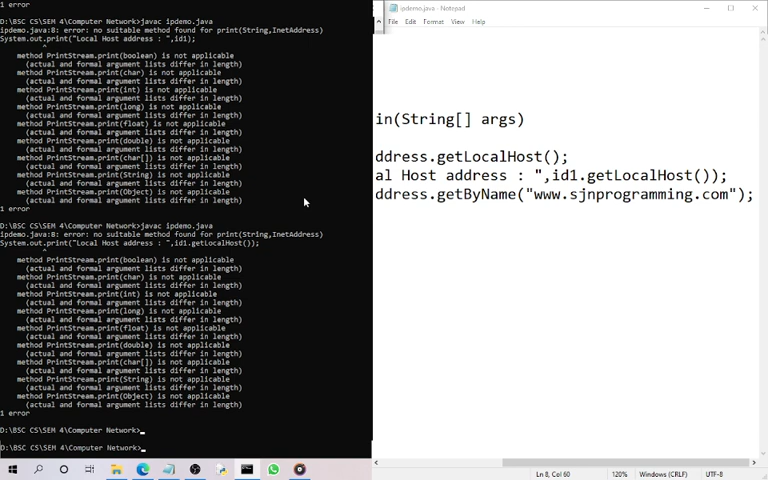 1 error
D:\BSC CS\SEM 4\Computer Network>javac ipdemo.java
ipdemo.java:8: error: no suitable method found for print(String,InetAddress)
System.out.print("Local Host address : ",id1);
^
method PrintStream.print(boolean) is not applicable
(actual and formal argument lists differ in length)
method PrintStream.print(char) is not applicable
(actual and formal argument lists differ in length)
method PrintStream.print(int) is not applicable
(actual and formal argument lists differ in length)
method PrintStream.print(long) is not applicable
(actual and formal argument lists differ in length)
method PrintStream.print(float) is not applicable
(actual and formal argument lists differ in length)
method PrintStream.print(double) is not applicable
(actual and formal argument lists differ in length)
method PrintStream.print(char[]) is not applicable
(actual and formal argument lists differ in length)
method PrintStream.print(String) is not applicable
(actual and formal argument lists differ in length)
method PrintStream.print(Object) is not applicable
(actual and formal argument lists differ in length)
1 error
D:\BSC CS\SEM 4\Computer Network>javac ipdemo.java
ipdemo.java:8: error: no suitable method found for print(String,InetAddress)
System.out.print("Local Host address : ",id1.getLocalHost());
^
method PrintStream.print(boolean) is not applicable
(actual and formal argument lists differ in length)
method PrintStream.print(char) is not applicable
(actual and formal argument lists differ in length)
method PrintStream.print(int) is not applicable
(actual and formal argument lists differ in length)
method PrintStream.print(long) is not applicable
(actual and formal argument lists differ in length)
method PrintStream.print(float) is not applicable
(actual and formal argument lists differ in length)
method PrintStream.print(double) is not applicable
(actual and formal argument lists differ in length)
method PrintStream.print(char[]) is not applicable
(actual and formal argument lists differ in length)
method PrintStream.print(String) is not applicable
(actual and formal argument lists differ in length)
method PrintStream.print(Object) is not applicable
(actual and formal argument lists differ in length)
1 error
D:\BSC CS\SEM 4\Computer Network>
D:\BSC CS\SEM 4\Computer Network>
ipdemo.java - Notepad
File Edit Format View Help
in(String[] args)
ddress.getLocalHost();
al Host address : ",id1.getLocalHost());
ddress.getByName("www.sjnprogramming.com");
Ln 8, Col 60 120% Windows (CRLF) UTF-8